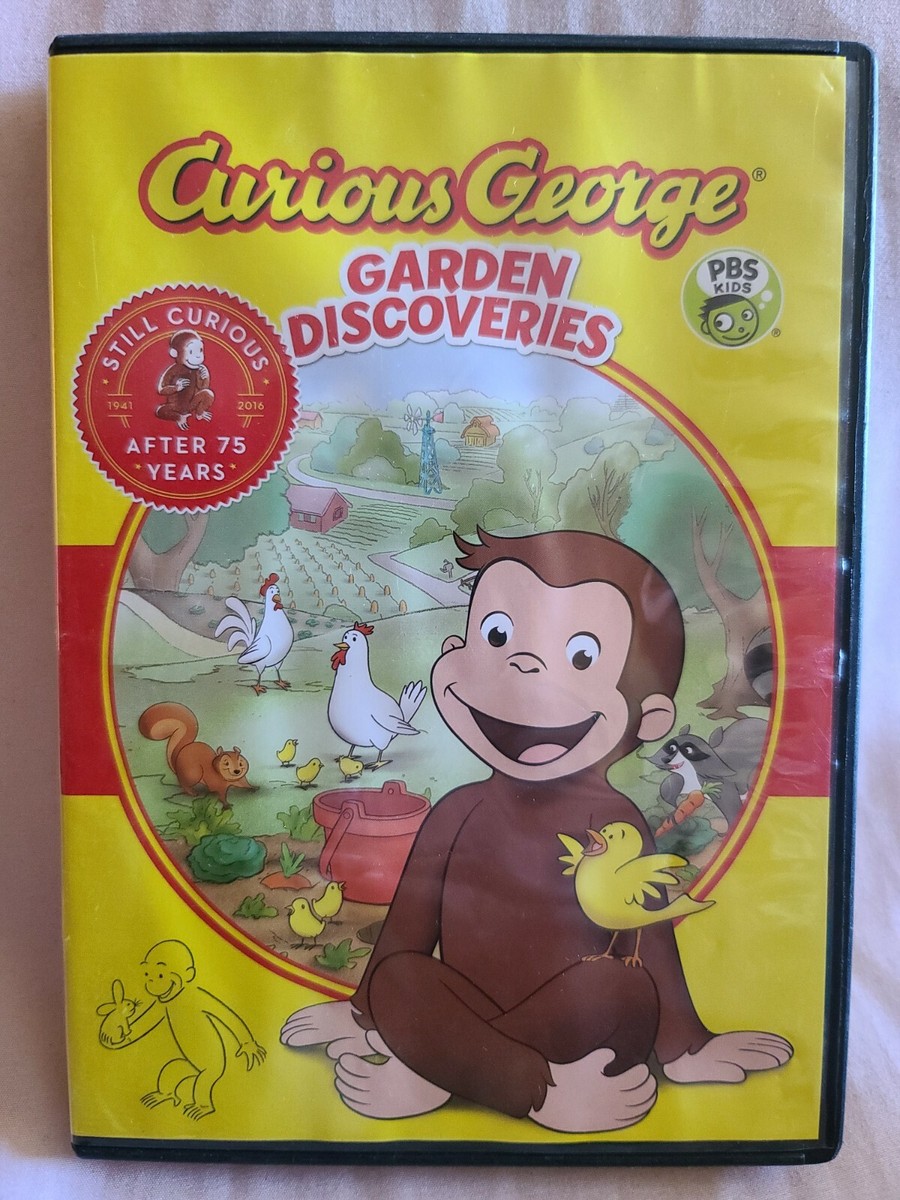 Curious George®
GARDEN
DISCOVERIES
PBS
KIDS
®
STILL CURIOUS
1941 2016
AFTER 75
YEARS